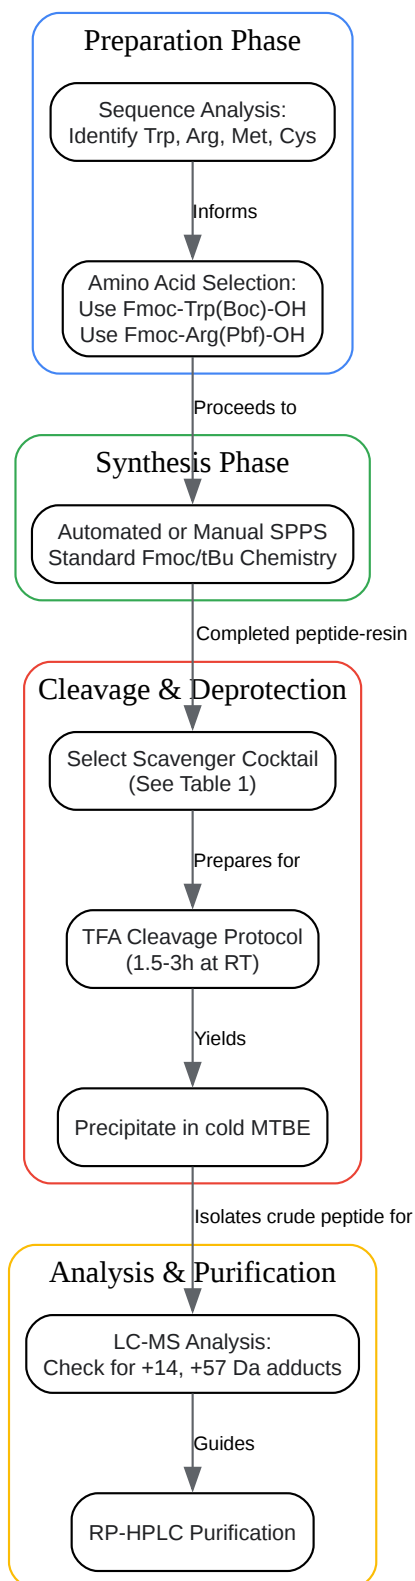 Preparation Phase
Sequence Analysis:
Identify Trp, Arg, Met, Cys
Informs
Amino Acid Selection:
Use Fmoc-Trp(Boc)-OH
Use Fmoc-Arg(Pbf)-OH
Proceeds to
Synthesis Phase
Automated or Manual SPPS
Standard Fmoc/tBu Chemistry
Completed peptide-resin
Cleavage & Deprotection
Select Scavenger Cocktail
(See Table 1)
Prepares for
TFA Cleavage Protocol
(1.5-3h at RT)
Yields
Precipitate in cold MTBE
Isolates crude peptide for
Analysis & Purification
LC-MS Analysis:
Check for +14, +57 Da adducts
Guides
RP-HPLC Purification